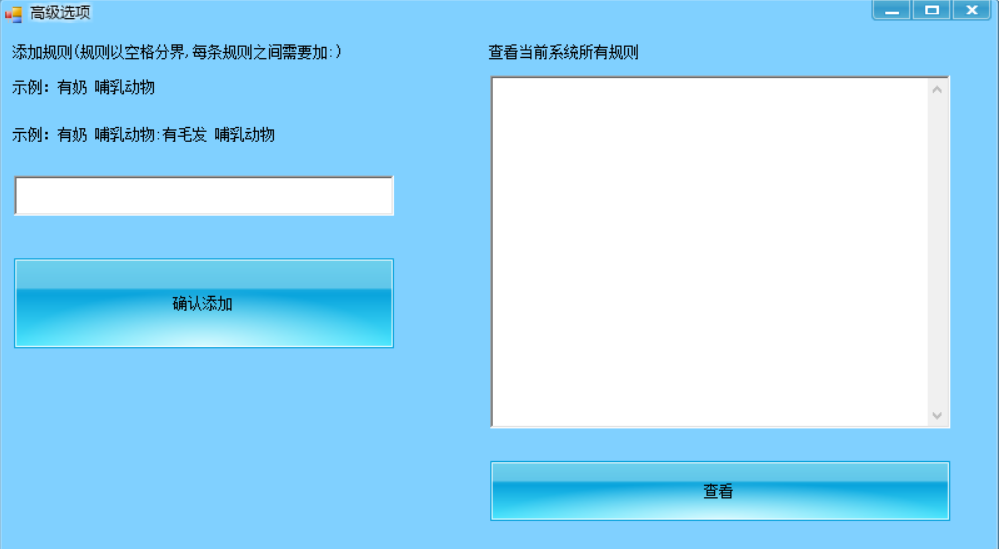 高级选项
添加规则(规则以空格分界,每条规则之间需要加:)
示例：有奶 哺乳动物
示例：有奶 哺乳动物:有毛发 哺乳动物
确认添加
查看当前系统所有规则
查看